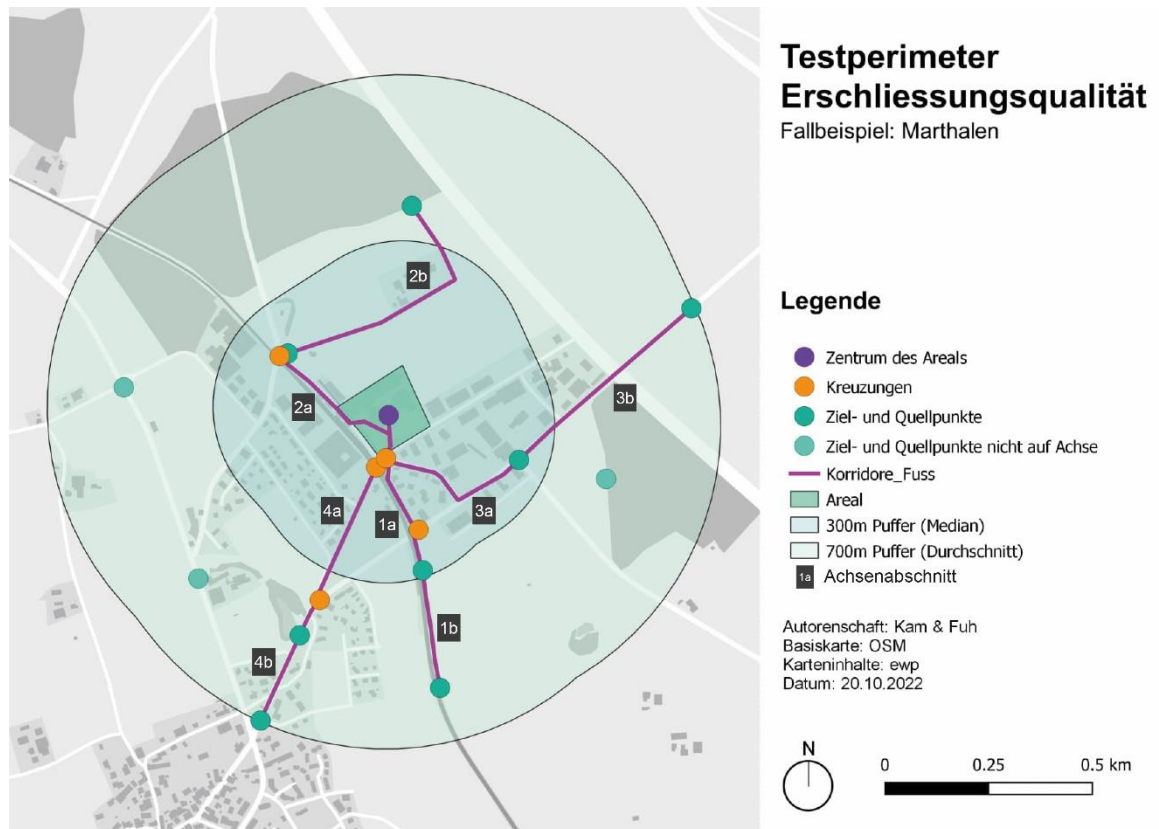 Testperimeter
Erschliessungsqualität
Fallbeispiel: Marthalen
2b
2a
3b
4a
1a
3a
1b
4b
Legende
Zentrum des Areals
Kreuzungen
Ziel- und Quellpunkte
Ziel- und Quellpunkte nicht auf Achse
Korridore_Fuss
Areal
300m Puffer (Median)
700m Puffer (Durchschnitt)
1a Achsenabschnitt
Autorenschaft: Kam & Fuh
Basiskarte: OSM
Karteninhalte: ewp
Datum: 20.10.2022
N
0 0.25 0.5 km